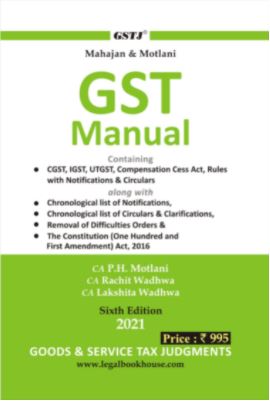 GSTJ®
Mahajan & Motlani
GST
Manual
Containing
● CGST, IGST, UTGST, Compensation Cess Act, Rules
with Notifications & Circulars
along with
● Chronological list of Notifications,
● Chronological list of Circulars & Clarifications,
● Removal of Difficulties Orders &
● The Constitution (One Hundred and
First Amendment) Act, 2016
CA P.H. Motlani
CA Rachit Wadhwa
CA Lakshita Wadhwa
Sixth Edition
2021
Price : ₹ 995
GOODS & SERVICE TAX JUDGMENTS
www.legalbookhouse.com